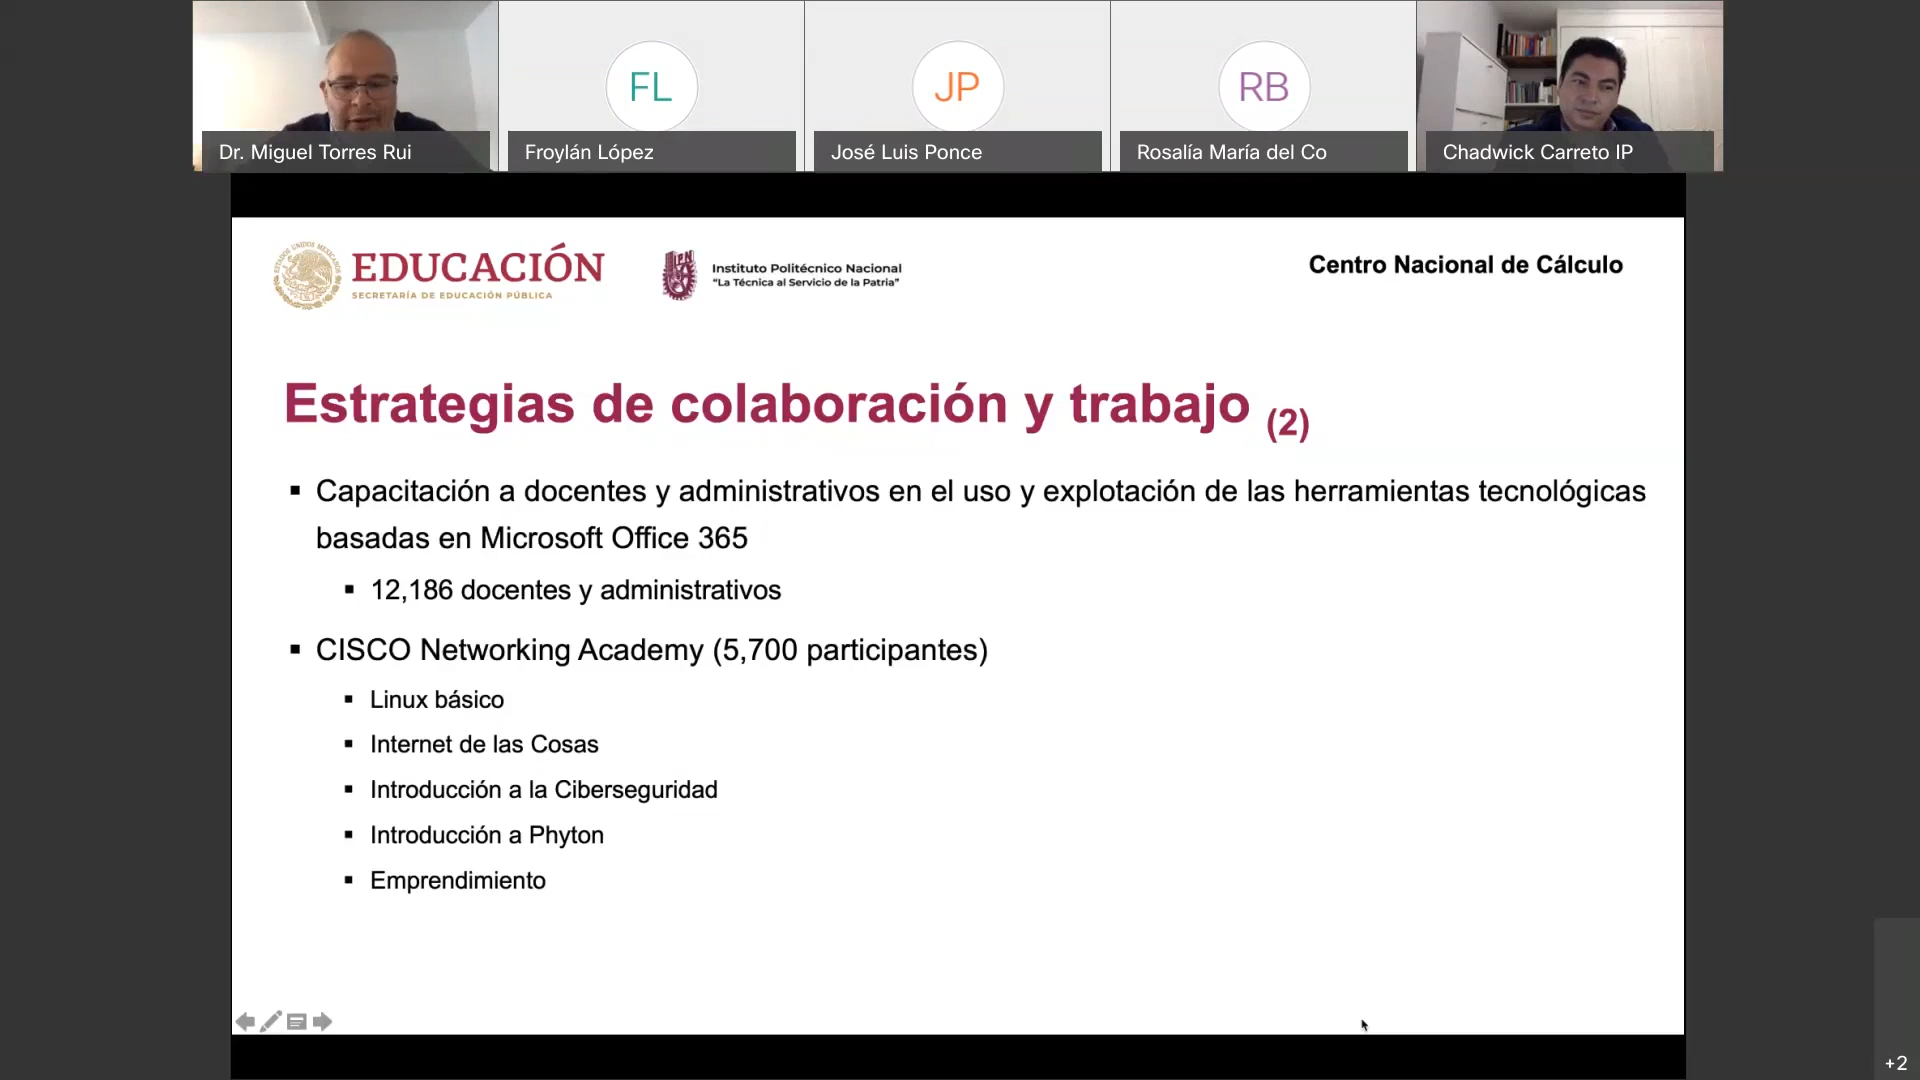 FL
JP
RB
Dr. Miguel Torres Rui
Froylán López
José Luis Ponce
Rosalía María del Co
Chadwick Carreto IP
ESTADOS UNIDOS MEXICANOS
EDUCACIÓN
SECRETARÍA DE EDUCACIÓN PÚBLICA
IPN
Instituto Politécnico Nacional
"La Técnica al Servicio de la Patria"
Centro Nacional de Cálculo
Estrategias de colaboración y trabajo (2)
▪ Capacitación a docentes y administrativos en el uso y explotación de las herramientas tecnológicas
basadas en Microsoft Office 365
▪ 12,186 docentes y administrativos
▪ CISCO Networking Academy (5,700 participantes)
▪ Linux básico
▪ Internet de las Cosas
▪ Introducción a la Ciberseguridad
▪ Introducción a Phyton
▪ Emprendimiento
+2